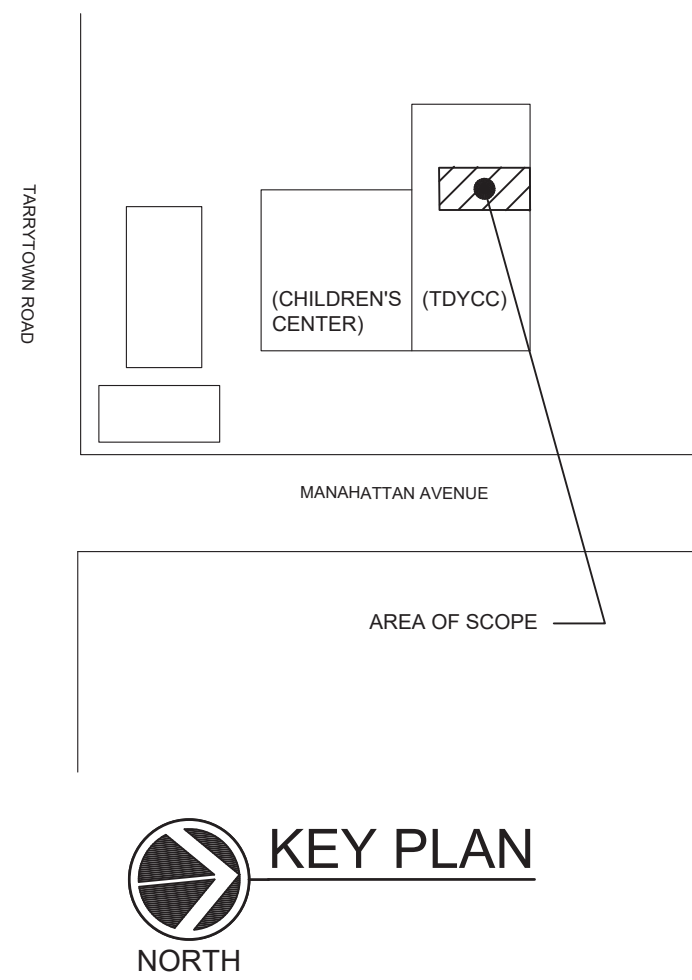 TARRYTOWN ROAD
(CHILDREN'S
CENTER)
(TDYCC)
MANAHATTAN AVENUE
AREA OF SCOPE
KEY PLAN
NORTH